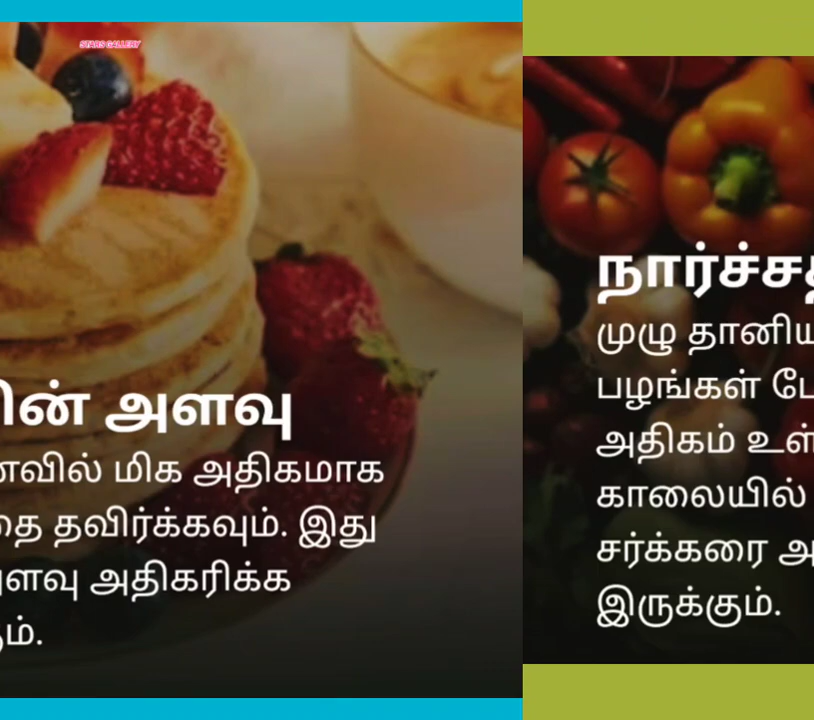 STARS GALLERY
ின் அளவு
னவில் மிக அதிகமாக
தை தவிர்க்கவும். இது
அளவு அதிகரிக்க
கும்.
நார்ச்சத
முழு தானிய
பழங்கள் போ
அதிகம் உள்
காலையில்
சர்க்கரை அ
இருக்கும்.